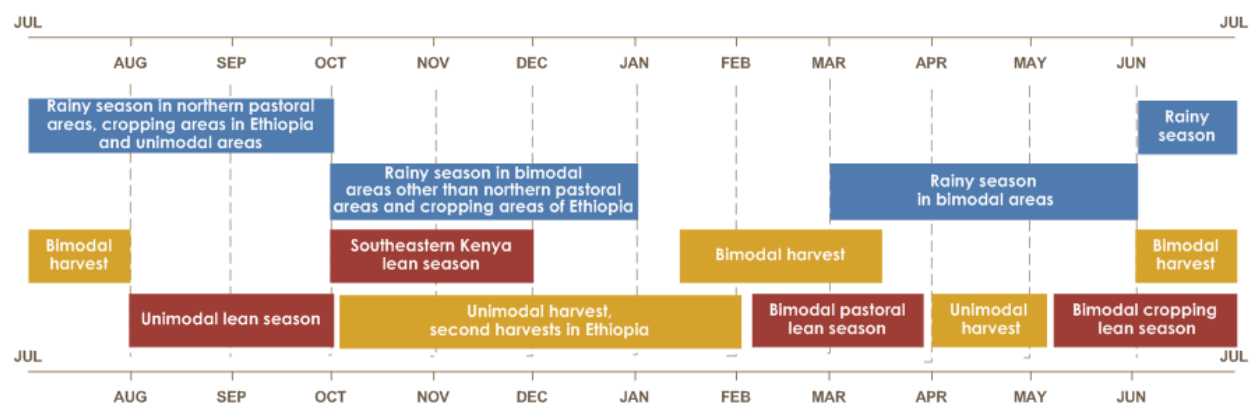 JUL
JUL
AUG SEP OCT NOV DEC JAN FEB MAR APR MAY JUN
Rainy season in northern pastoral
areas, cropping areas in Ethiopia
and unimodal areas
Rainy
season
Rainy season in bimodal
areas other than northern pastoral
areas and cropping areas of Ethiopia
Rainy season
in bimodal areas
Bimodal
harvest
Southeastern Kenya
lean season
Bimodal harvest
Bimodal
harvest
Unimodal lean season
Unimodal harvest,
second harvests in Ethiopia
Bimodal pastoral
lean season
Unimodal
harvest
Bimodal cropping
lean season
JUL
JUL
AUG SEP OCT NOV DEC JAN FEB MAR APR MAY JUN